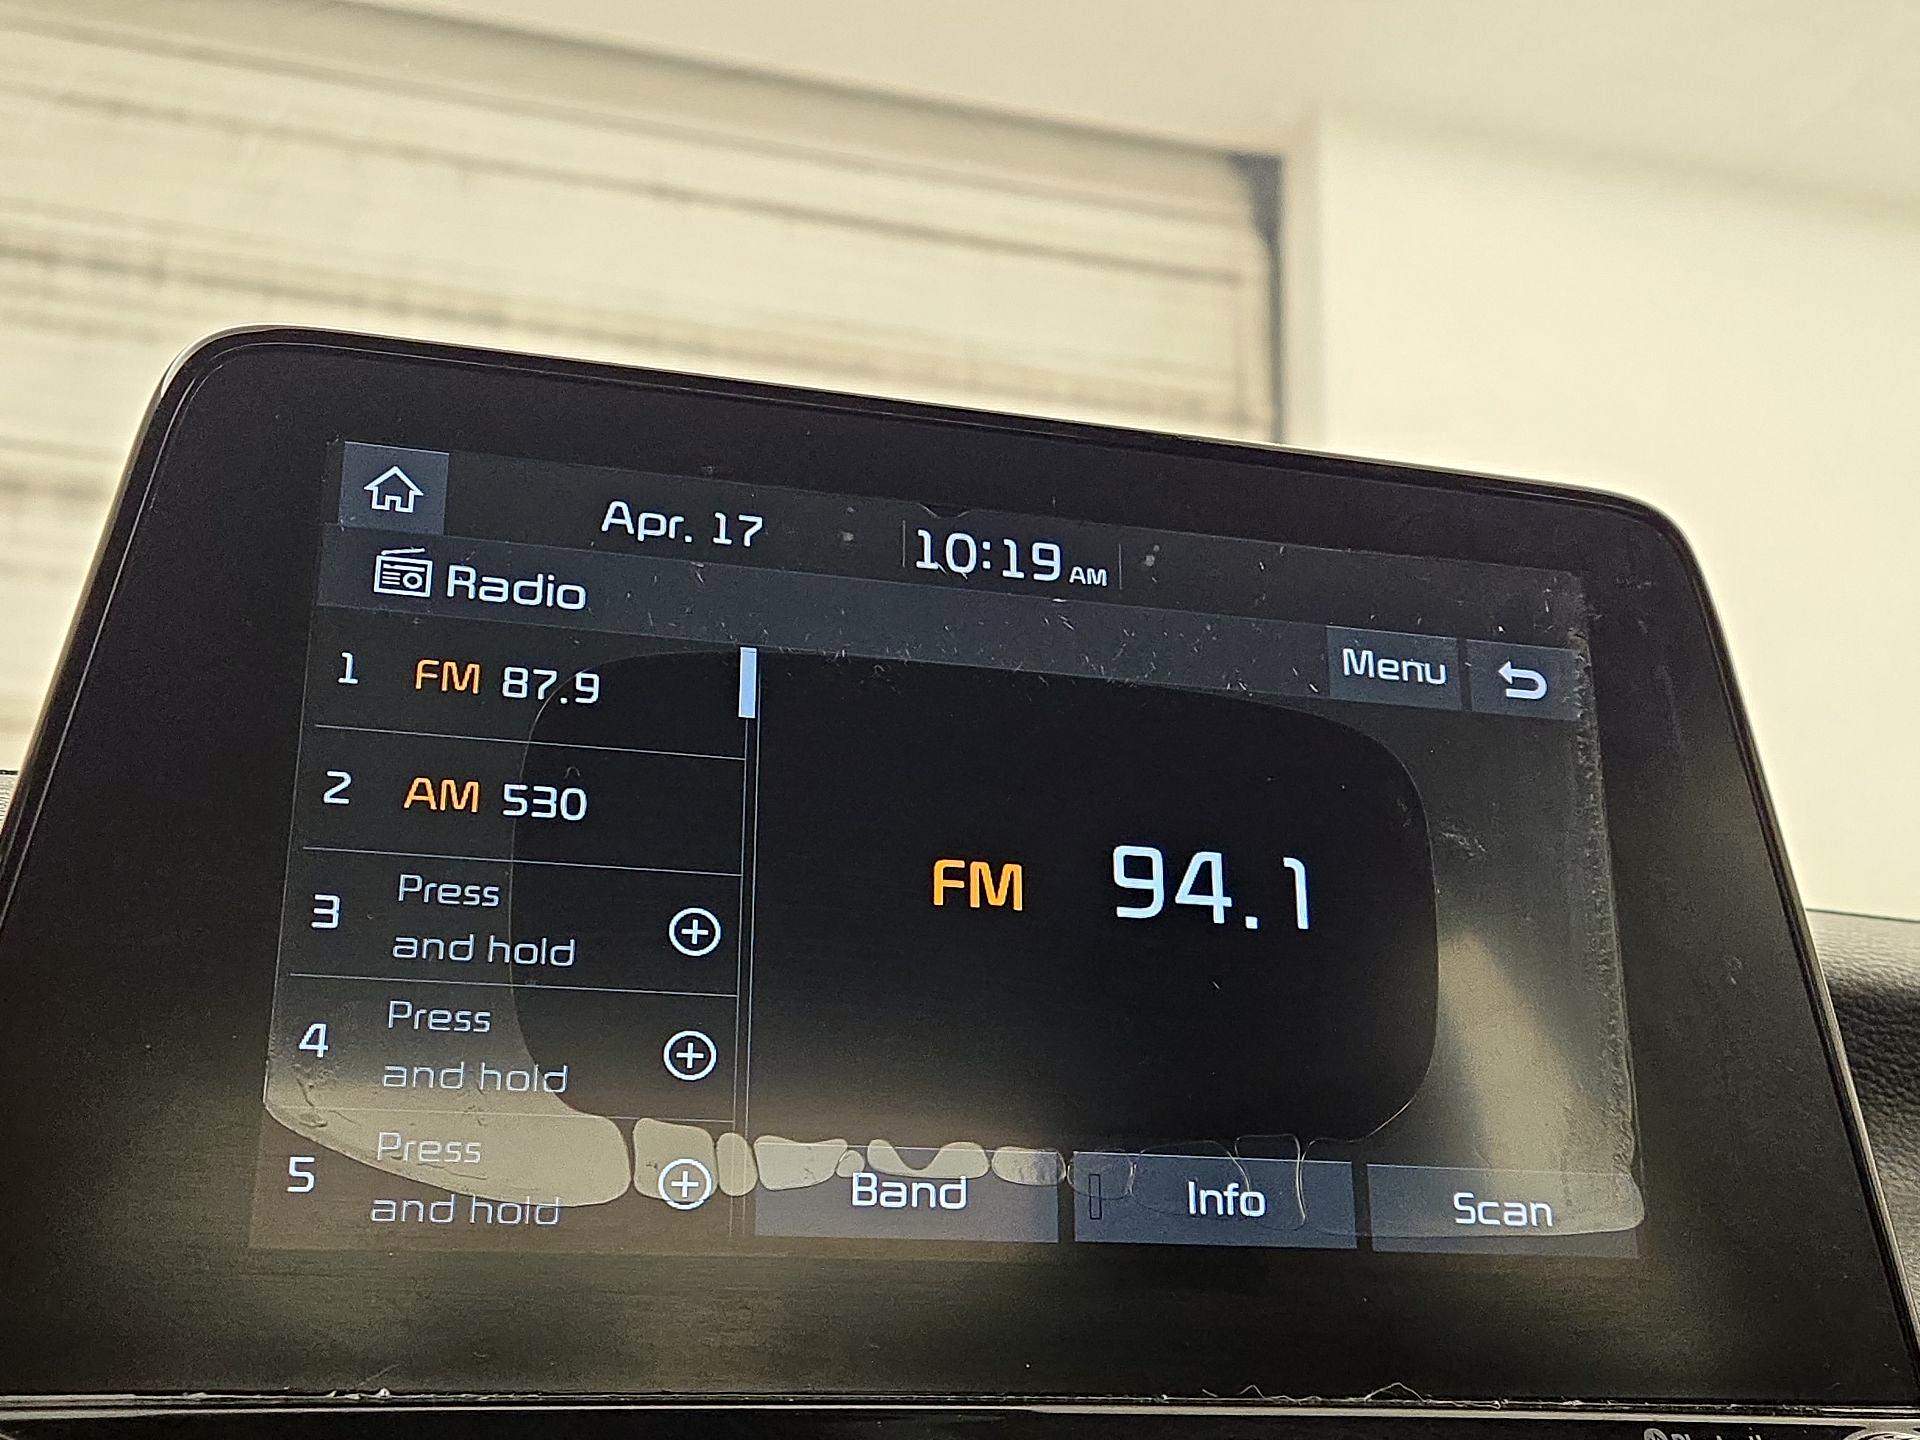 Apr. 17
10:19 AM
Radio
Menu
1 FM 87.9
2 AM 530
3 Press
and hold
4 Press
and hold
5 Press
and hold
FM 94.1
Band
Info
Scan